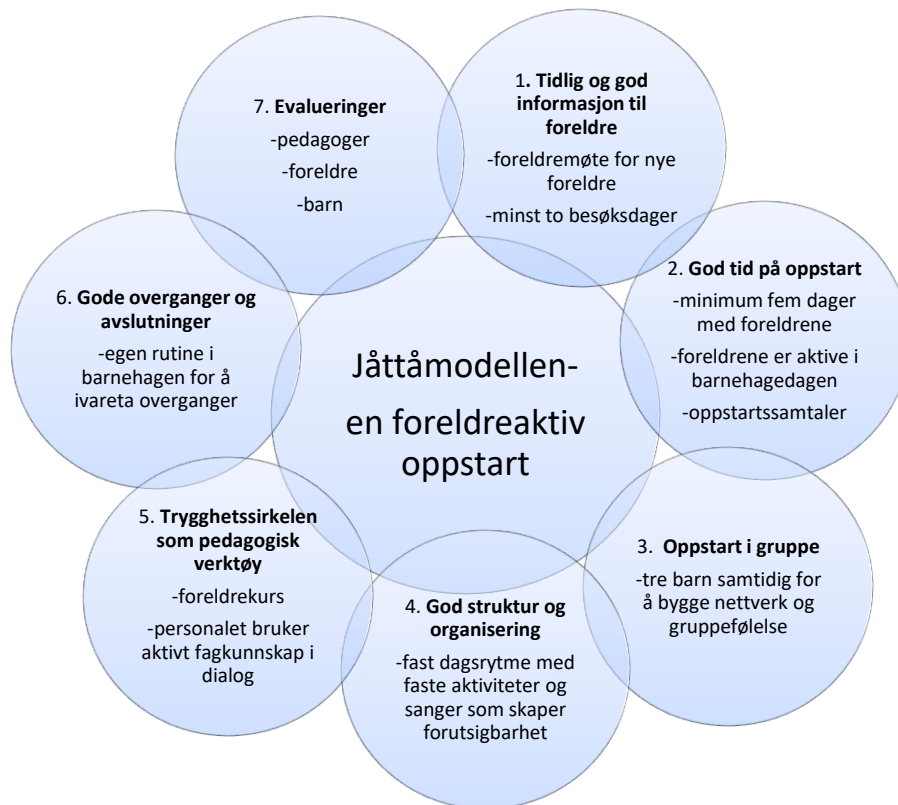 Jåttåmodellen-
en foreldreaktiv
oppstart
1. Tidlig og god
informasjon til
foreldre
-foreldremøte for nye
foreldre
-minst to besøksdager
2. God tid på oppstart
-minimum fem dager
med foreldrene
-foreldrene er aktive i
barnehagedagen
-oppstartssamtaler
3. Oppstart i gruppe
-tre barn samtidig for
å bygge nettverk og
gruppefølelse
4. God struktur og
organisering
-fast dagsrytme med
faste aktiviteter og
sanger som skaper
forutsigbarhet
5. Trygghetssirkelen
som pedagogisk
verktøy
-foreldrekurs
-personalet bruker
aktivt fagkunnskap i
dialog
6. Gode overganger og
avslutninger
-egen rutine i
barnehagen for å
ivareta overganger
7. Evalueringer
-pedagoger
-foreldre
-barn